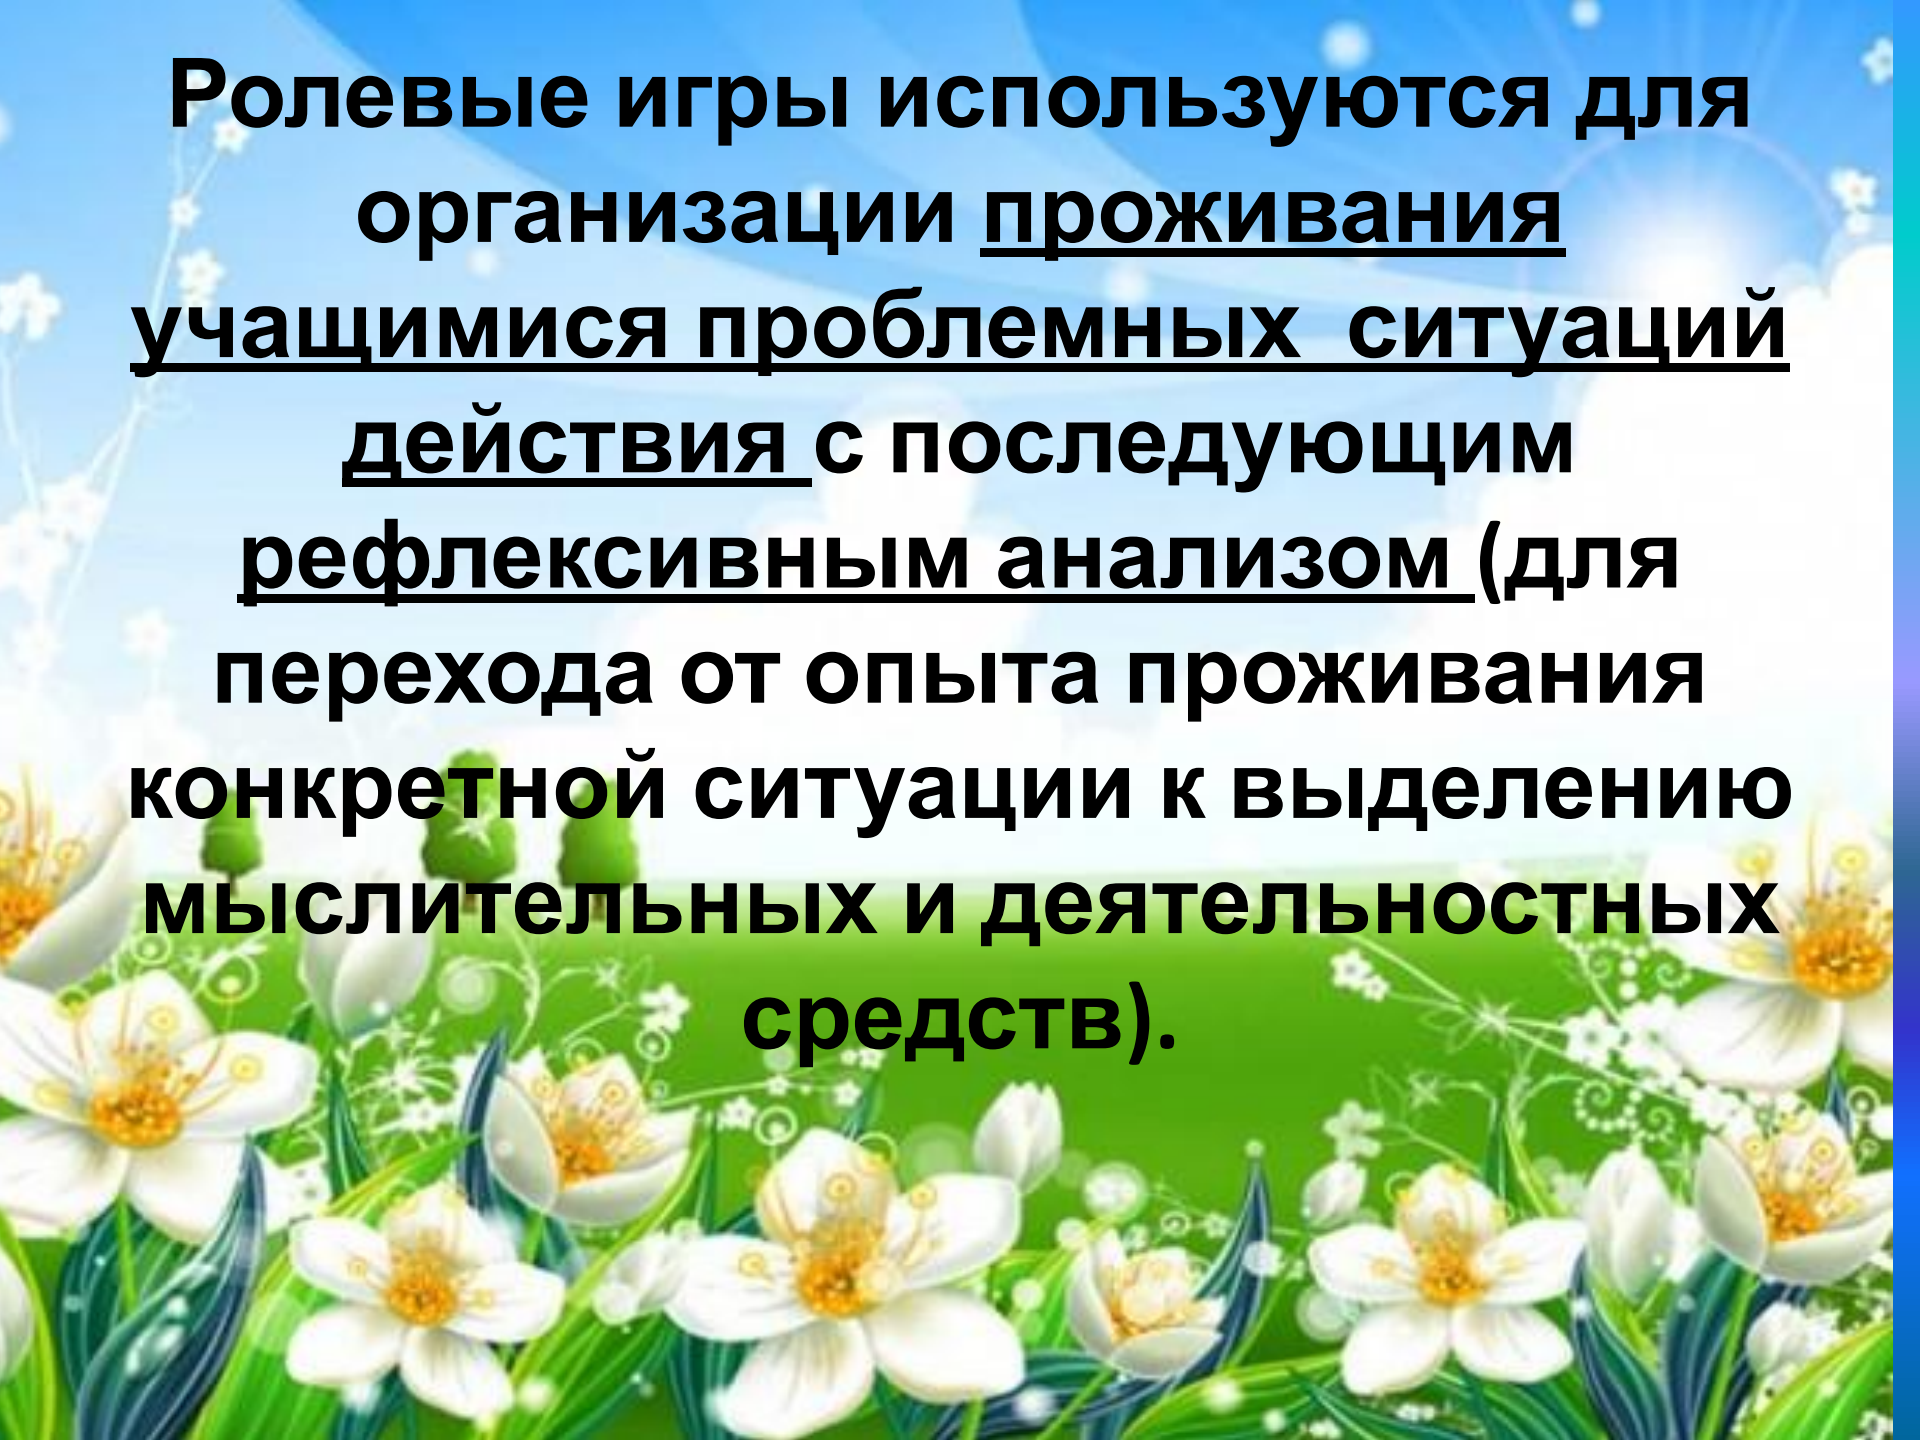 Ролевые игры используются для
организации проживания
учащимися проблемных  ситуаций
действия с последующим
рефлексивным анализом (для
перехода от опыта проживания
конкретной ситуации к выделению
мыслительных и деятельностных
средств).